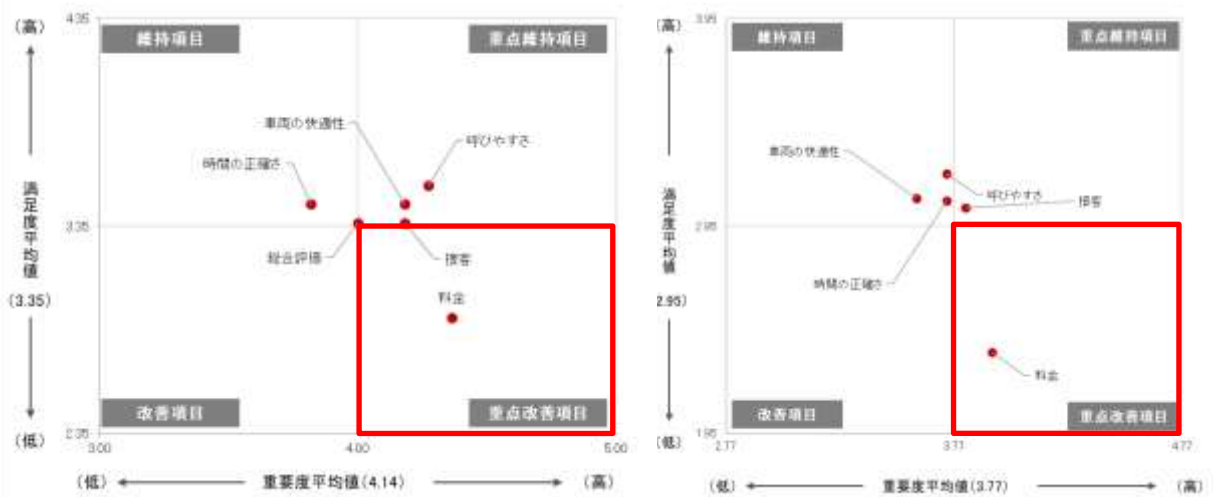 (高)
4.35
維持項目
重点維持項目
車両の快適性
呼びやすさ
時間の正確さ
満足度平均値
3.35
総合評価
接客
(3.35)
料金
改善項目
重点改善項目
(低)
2.35
3.00
4.00
5.00
(低)
重要度平均値(4.14)
(高)
(高)
3.95
維持項目
重点維持項目
車両の快適性
呼びやすさ
接客
満足度平均値
2.95
時間の正確さ
2.95)
料金
改善項目
重点改善項目
(低)
1.95
2.77
3.77
4.77
(低)
重要度平均値(3.77)
(高)